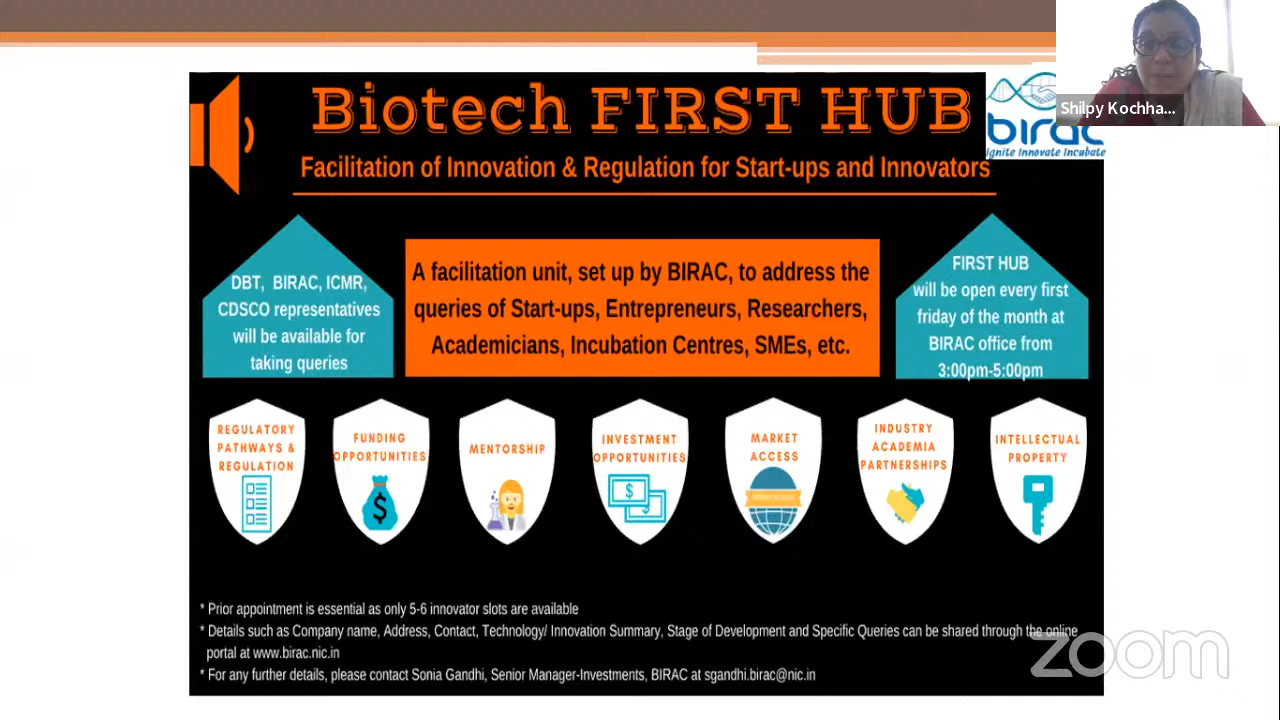 Biotech FIRST HUB
Facilitation of Innovation & Regulation for Start-ups and Innovators
birac
Ignite Innovate Incubate
Shilpy Kochha...
DBT, BIRAC, ICMR,
CDSCO representatives
will be available for
taking queries
A facilitation unit, set up by BIRAC, to address the
queries of Start-ups, Entrepreneurs, Researchers,
Academicians, Incubation Centres, SMEs, etc.
FIRST HUB
will be open every first
friday of the month at
BIRAC office from
3:00pm-5:00pm
REGULATORY
PATHWAYS &
REGULATION
FUNDING
OPPORTUNITIES
MENTORSHIP
INVESTMENT
OPPORTUNITIES
MARKET
ACCESS
INDUSTRY
ACADEMIA
PARTNERSHIPS
INTELLECTUAL
PROPERTY
* Prior appointment is essential as only 5-6 innovator slots are available
* Details such as Company name, Address, Contact, Technology/ Innovation Summary, Stage of Development and Specific Queries can be shared through the online
portal at www.birac.nic.in
* For any further details, please contact Sonia Gandhi, Senior Manager-Investments, BIRAC at sgandhi.birac@nic.in
zoom